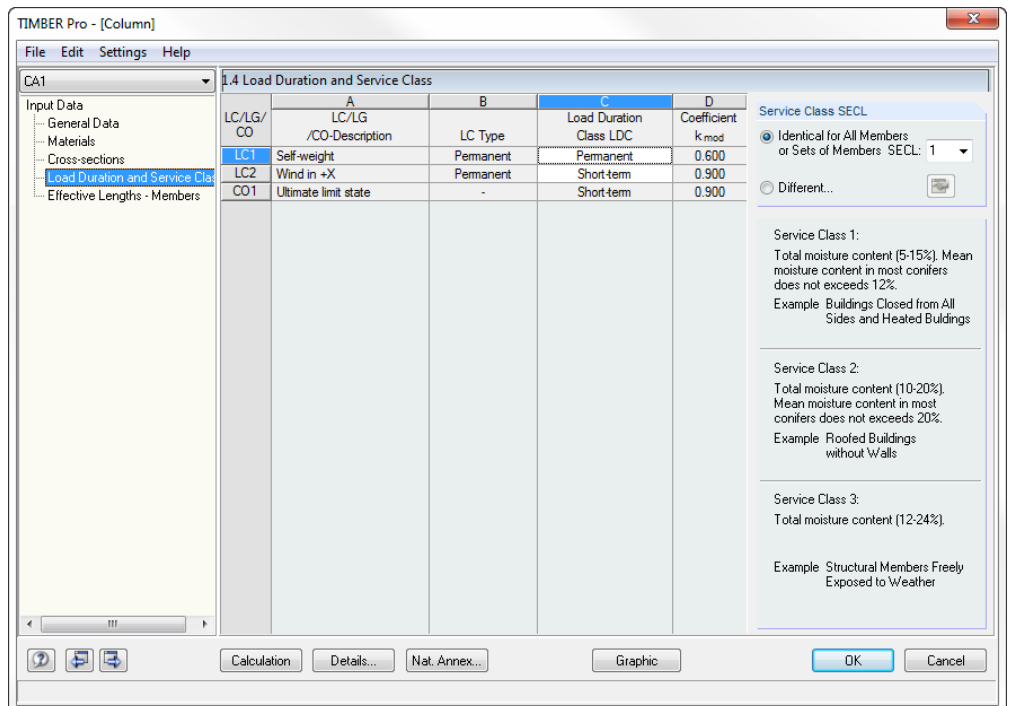 TIMBER Pro - [Column]
File Edit Settings Help
CA1
Input Data
General Data
Materials
Cross-sections
Load Duration and Service Clas
Effective Lengths - Members
1.4 Load Duration and Service Class
A B C D
LC/LG/ LC/LG Load Duration Coefficient
CO /CO-Description LC Type Class LDC k mod
LC1 Self-weight Permanent Permanent 0.600
LC2 Wind in +X Permanent Short-term 0.900
CO1 Ultimate limit state - Short-term 0.900
Service Class SECL
Identical for All Members
or Sets of Members SECL: 1
Different...
Service Class 1:
Total moisture content (5-15%). Mean
moisture content in most conifers
does not exceeds 12%.
Example Buildings Closed from All
Sides and Heated Buldings
Service Class 2:
Total moisture content (10-20%).
Mean moisture content in most
conifers does not exceeds 20%.
Example Roofed Buildings
without Walls
Service Class 3:
Total moisture content (12-24%).
Example Structural Members Freely
Exposed to Weather
Calculation Details... Nat. Annex... Graphic OK Cancel